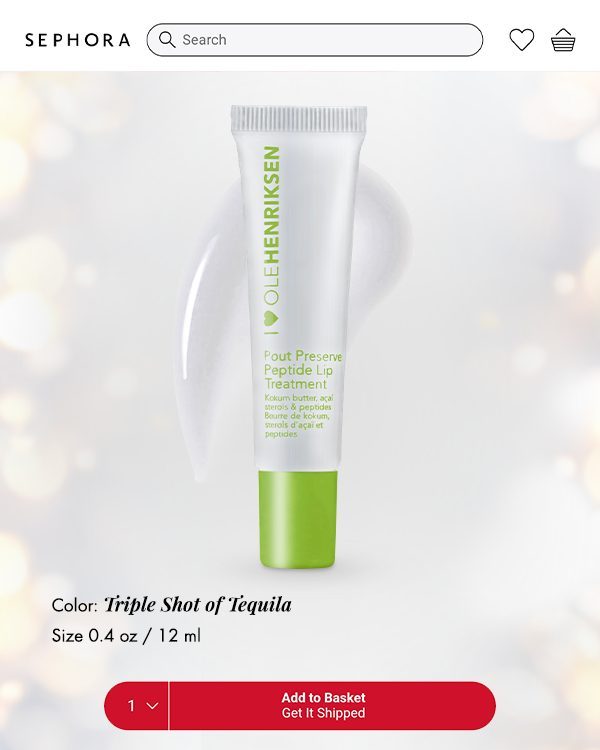 SEPHORA
Search
I ♥ OLEHENRIKSEN
Pout Preserve
Peptide Lip
Treatment
Kokum butter, açaí
sterols & peptides
Beurre de kokum,
sterols d'açaí et
peptides
Color: Triple Shot of Tequila
Size 0.4 oz / 12 ml
1
Add to Basket
Get It Shipped